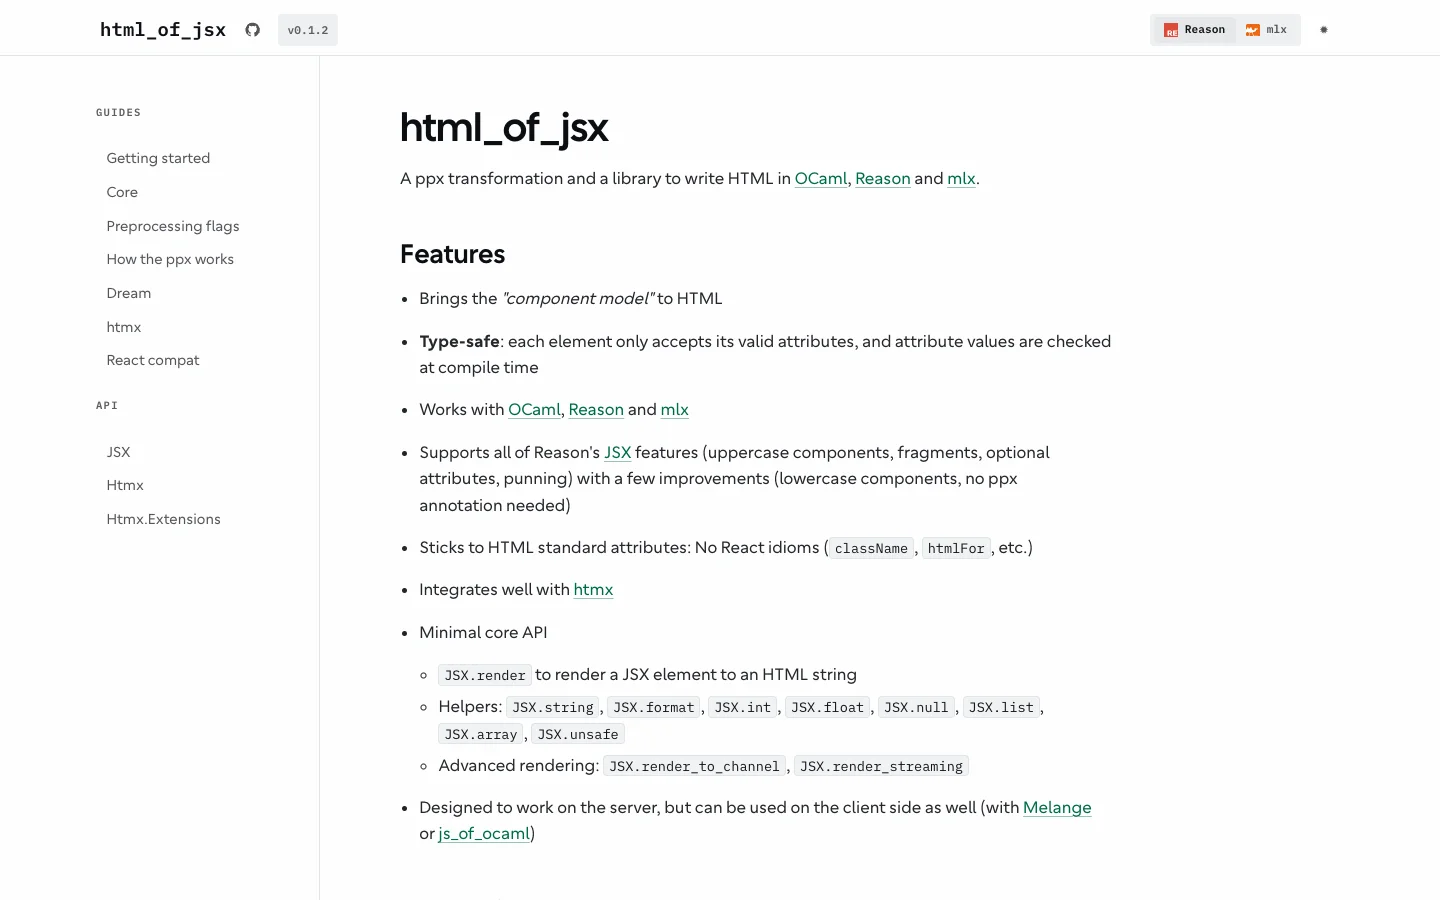 html_of_jsx v0.1.2 Reason mlx
GUIDES
Getting started
Core
Preprocessing flags
How the ppx works
Dream
htmx
React compat
API
JSX
Htmx
Htmx.Extensions
html_of_jsx
A ppx transformation and a library to write HTML in OCaml, Reason and mlx.
Features
Brings the "component model" to HTML
Type-safe: each element only accepts its valid attributes, and attribute values are checked
at compile time
Works with OCaml, Reason and mlx
Supports all of Reason's JSX features (uppercase components, fragments, optional
attributes, punning) with a few improvements (lowercase components, no ppx
annotation needed)
Sticks to HTML standard attributes: No React idioms (className, htmlFor, etc.)
Integrates well with htmx
Minimal core API
JSX.render to render a JSX element to an HTML string
Helpers: JSX.string, JSX.format, JSX.int, JSX.float, JSX.null, JSX.list,
JSX.array, JSX.unsafe
Advanced rendering: JSX.render_to_channel, JSX.render_streaming
Designed to work on the server, but can be used on the client side as well (with Melange
or js_of_ocaml)